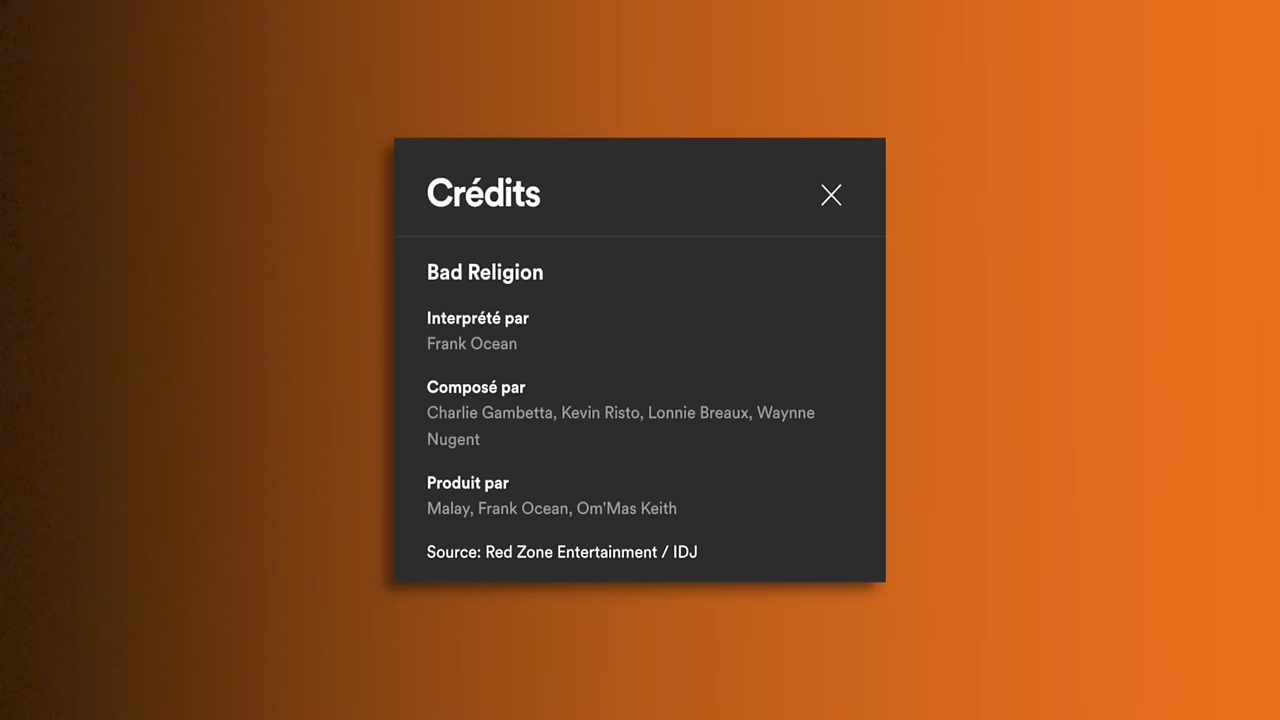 Crédits
Bad Religion
Interprété par
Frank Ocean
Composé par
Charlie Gambetta, Kevin Risto, Lonnie Breaux, Waynne
Nugent
Produit par
Malay, Frank Ocean, Om'Mas Keith
Source: Red Zone Entertainment / IDJ